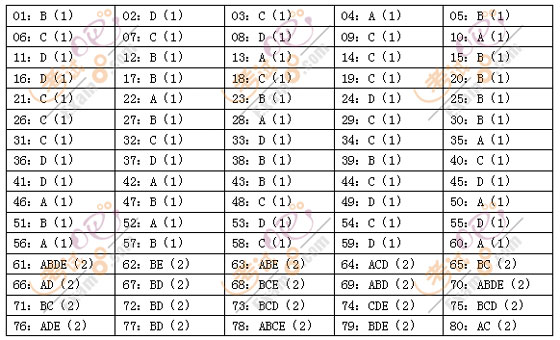 01: B (1) 02: D (1) 03: C (1) 04: A (1) 05: B (1)
06: C (1) 07: C (1) 08: D (1) 09: C (1) 10: A (1)
11: D (1) 12: B (1) 13: A (1) 14: C (1) 15: B (1)
16: D (1) 17: B (1) 18: C (1) 19: C (1) 20: B (1)
21: C (1) 22: A (1) 23: B (1) 24: D (1) 25: B (1)
26: C (1) 27: B (1) 28: A (1) 29: C (1) 30: B (1)
31: C (1) 32: C (1) 33: D (1) 34: C (1) 35: A (1)
36: D (1) 37: D (1) 38: B (1) 39: B (1) 40: C (1)
41: D (1) 42: A (1) 43: B (1) 44: C (1) 45: D (1)
46: A (1) 47: B (1) 48: C (1) 49: D (1) 50: A (1)
51: B (1) 52: A (1) 53: D (1) 54: C (1) 55: D (1)
56: A (1) 57: B (1) 58: C (1) 59: D (1) 60: A (1)
61: ABDE (2) 62: BE (2) 63: ABE (2) 64: ACD (2) 65: BC (2)
66: AD (2) 67: BD (2) 68: BCE (2) 69: ABD (2) 70: ABDE (2)
71: BC (2) 72: BD (2) 73: BCD (2) 74: CDE (2) 75: BCD (2)
76: ADE (2) 77: BD (2) 78: ABCE (2) 79: BDE (2) 80: AC (2)